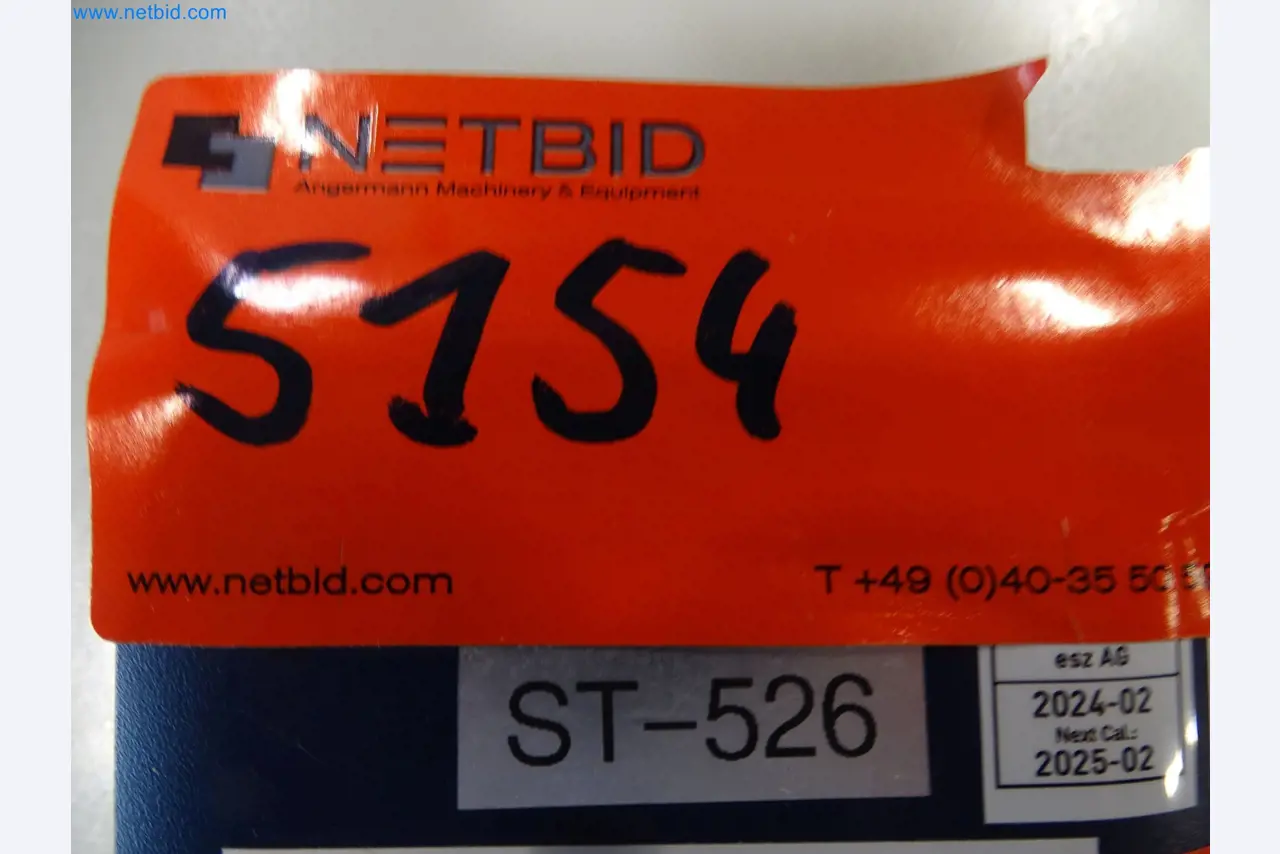 www.netbid.com
NETBID
Angermann Machinery & Equipment
5154
www.netbid.com
T +49 (0)40-35 50
esz AG
ST-526
2024-02
Next Cal.:
2025-02